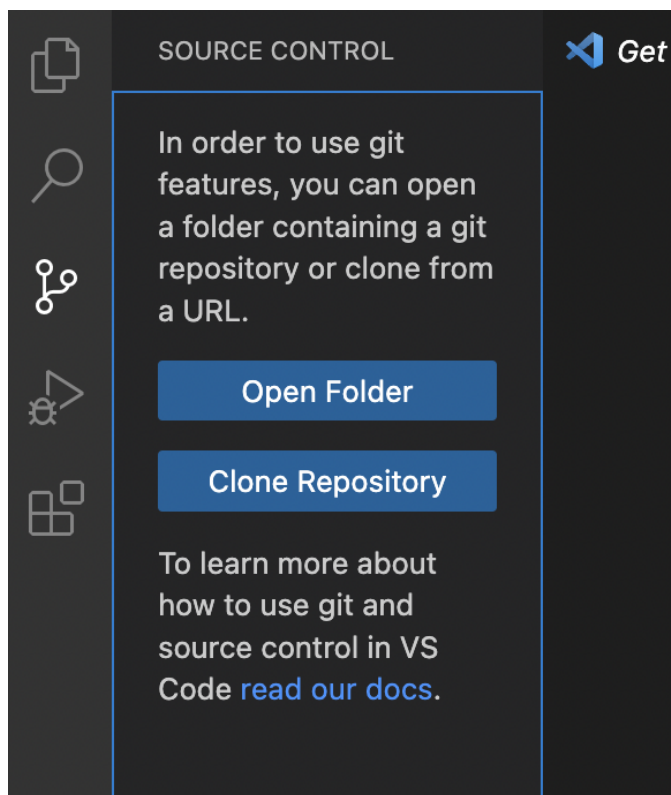 SOURCE CONTROL
Get
In order to use git
features, you can open
a folder containing a git
repository or clone from
a URL.
Open Folder
Clone Repository
To learn more about
how to use git and
source control in VS
Code read our docs.